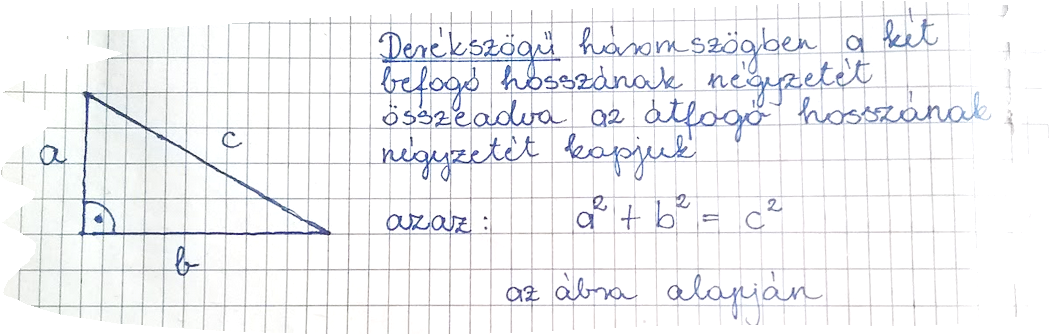 Derékszögű háromszögben a két
befogó hosszának négyzetét
összeadva az átfogó hosszának
négyzetét kapjuk
a
c
azaz: a² + b² = c²
b
az ábra alapján